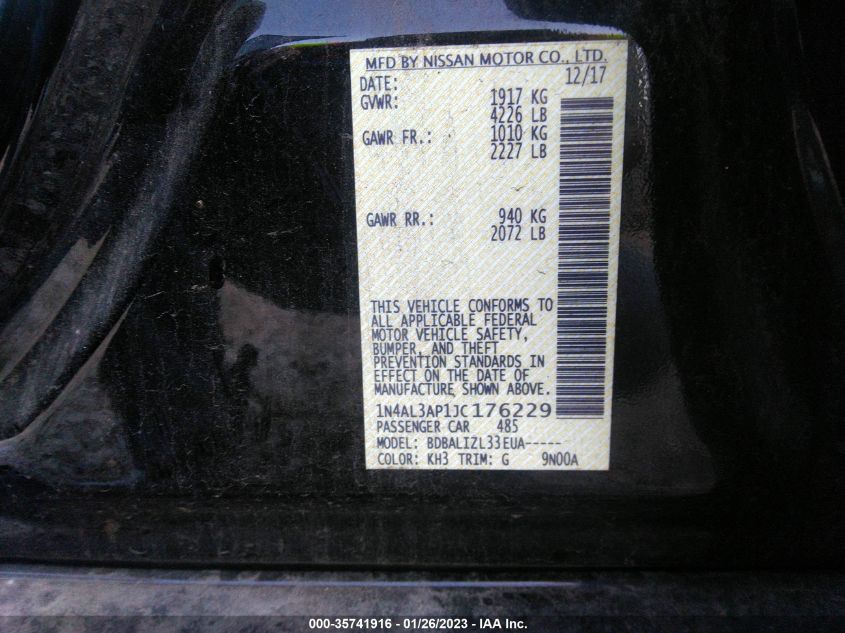 MFD BY NISSAN MOTOR CO., LTD.
DATE: 12/17
GVWR: 1917 KG
4226 LB
GAWR FR.: 1010 KG
2227 LB
GAWR RR.: 940 KG
2072 LB
THIS VEHICLE CONFORMS TO
ALL APPLICABLE FEDERAL
MOTOR VEHICLE SAFETY,
BUMPER, AND THEFT
PREVENTION STANDARDS IN
EFFECT ON THE DATE OF
MANUFACTURE SHOWN ABOVE.
1N4AL3AP1JC176229
PASSENGER CAR 485
MODEL: BDBALIZL33EUA-----
COLOR: KH3 TRIM: G 9N00A
000-35741916 - 01/26/2023 - IAA Inc.